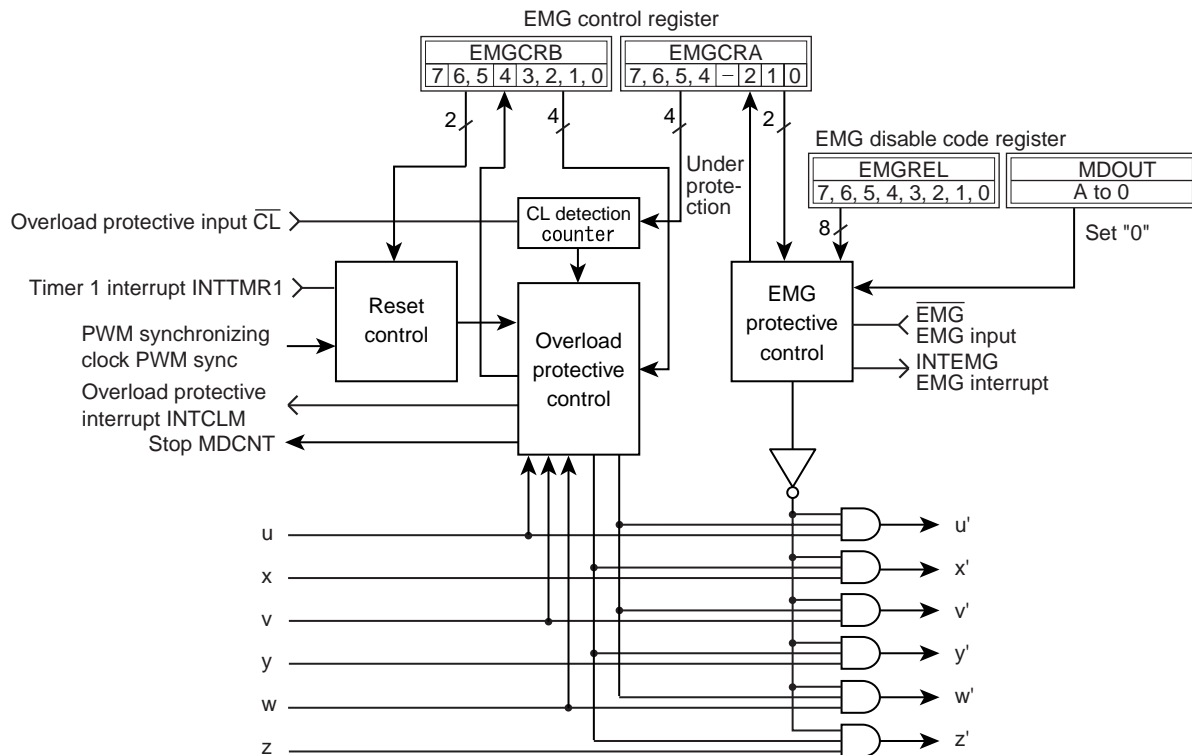 EMG control register
EMGCRB
7 6, 5 4 3, 2, 1, 0
EMGCRA
7, 6, 5, 4 − 2 1 0
2
4
4
2
EMG disable code register
EMGREL
7, 6, 5, 4, 3, 2, 1, 0
MDOUT
A to 0
8
Set "0"
Under
prote-
ction
Overload protective input C̅L̅
CL detection
counter
Timer 1 interrupt INTTMR1
Reset
control
PWM synchronizing
clock PWM sync
Overload
protective
control
EMG
protective
control
E̅M̅G̅
EMG input
INTEMG
EMG interrupt
Overload protective
interrupt INTCLM
Stop MDCNT
u
u'
x
x'
v
v'
y
y'
w
w'
z
z'